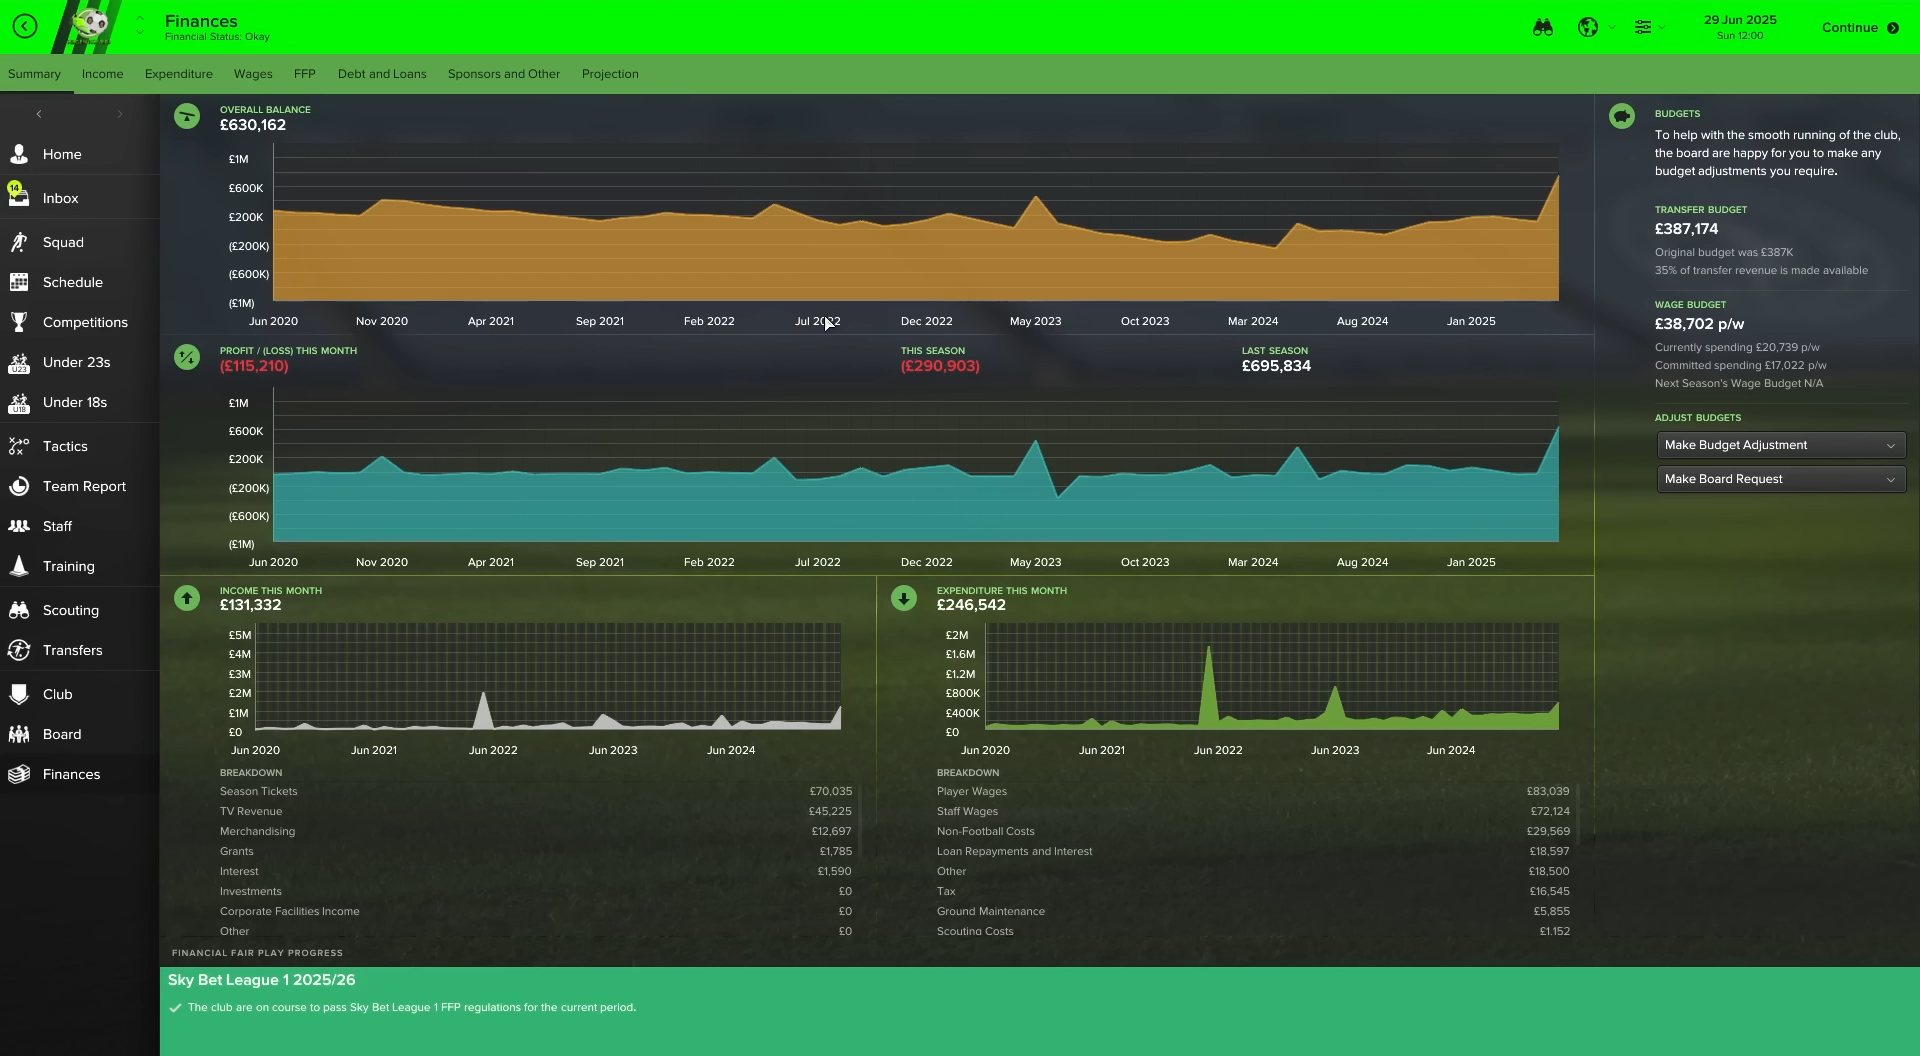 Finances
Financial Status: Okay
29 Jun 2025
Sun 12:00
Continue
Summary
Income
Expenditure
Wages
FFP
Debt and Loans
Sponsors and Other
Projection
Home
14
Inbox
Squad
Schedule
Competitions
U23
Under 23s
U18
Under 18s
Tactics
Team Report
Staff
Training
Scouting
Transfers
Club
Board
Finances
OVERALL BALANCE
£630,162
£1M
£600K
£200K
(£200K)
(£600K)
(£1M)
Jun 2020 Nov 2020 Apr 2021 Sep 2021 Feb 2022 Jul 2022 Dec 2022 May 2023 Oct 2023 Mar 2024 Aug 2024 Jan 2025
PROFIT / (LOSS) THIS MONTH
(£115,210)
THIS SEASON
(£290,903)
LAST SEASON
£695,834
£1M
£600K
£200K
(£200K)
(£600K)
(£1M)
Jun 2020 Nov 2020 Apr 2021 Sep 2021 Feb 2022 Jul 2022 Dec 2022 May 2023 Oct 2023 Mar 2024 Aug 2024 Jan 2025
INCOME THIS MONTH
£131,332
£5M
£4M
£3M
£2M
£1M
£0
Jun 2020 Jun 2021 Jun 2022 Jun 2023 Jun 2024
BREAKDOWN
Season Tickets £70,035
TV Revenue £45,225
Merchandising £12,697
Grants £1,785
Interest £1,590
Investments £0
Corporate Facilities Income £0
Other £0
EXPENDITURE THIS MONTH
£246,542
£2M
£1.6M
£1.2M
£800K
£400K
£0
Jun 2020 Jun 2021 Jun 2022 Jun 2023 Jun 2024
BREAKDOWN
Player Wages £83,039
Staff Wages £72,124
Non-Football Costs £29,569
Loan Repayments and Interest £18,597
Other £18,500
Tax £16,545
Ground Maintenance £5,855
Scouting Costs £1,152
BUDGETS
To help with the smooth running of the club,
the board are happy for you to make any
budget adjustments you require.
TRANSFER BUDGET
£387,174
Original budget was £387K
35% of transfer revenue is made available
WAGE BUDGET
£38,702 p/w
Currently spending £20,739 p/w
Committed spending £17,022 p/w
Next Season's Wage Budget N/A
ADJUST BUDGETS
Make Budget Adjustment
Make Board Request
FINANCIAL FAIR PLAY PROGRESS
Sky Bet League 1 2025/26
The club are on course to pass Sky Bet League 1 FFP regulations for the current period.